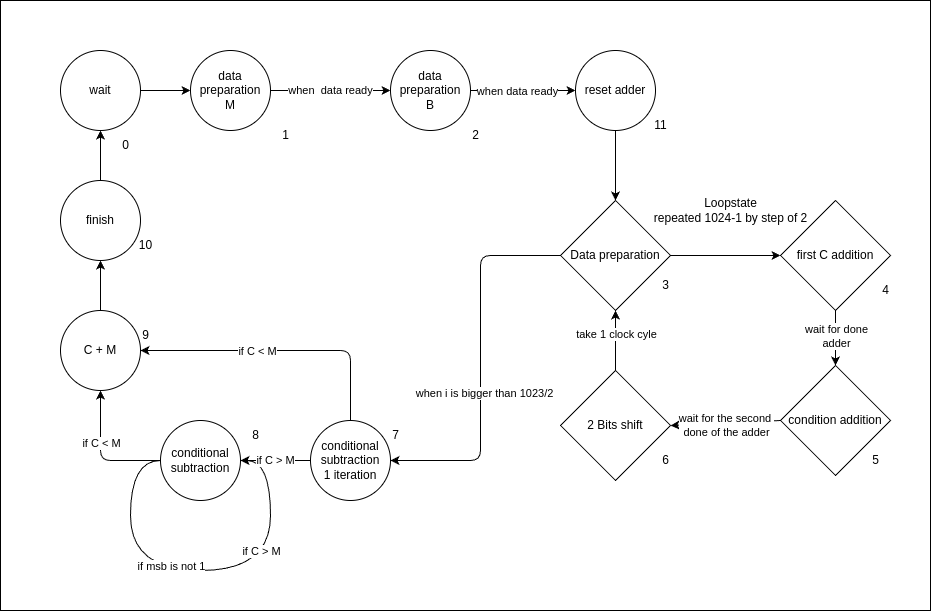 wait
data
preparation
M
when  data ready
data
preparation
B
when data ready
reset adder
0
1
2
11
finish
10
Loopstate
repeated 1024-1 by step of 2
Data preparation
3
first C addition
4
C + M
9
if C < M
take 1 clock cyle
wait for done
adder
when i is bigger than 1023/2
2 Bits shift
6
wait for the second
done of the adder
condition addition
5
if C < M
conditional
subtraction
8
if C > M
conditional
subtraction
1 iteration
7
if C > M
if msb is not 1